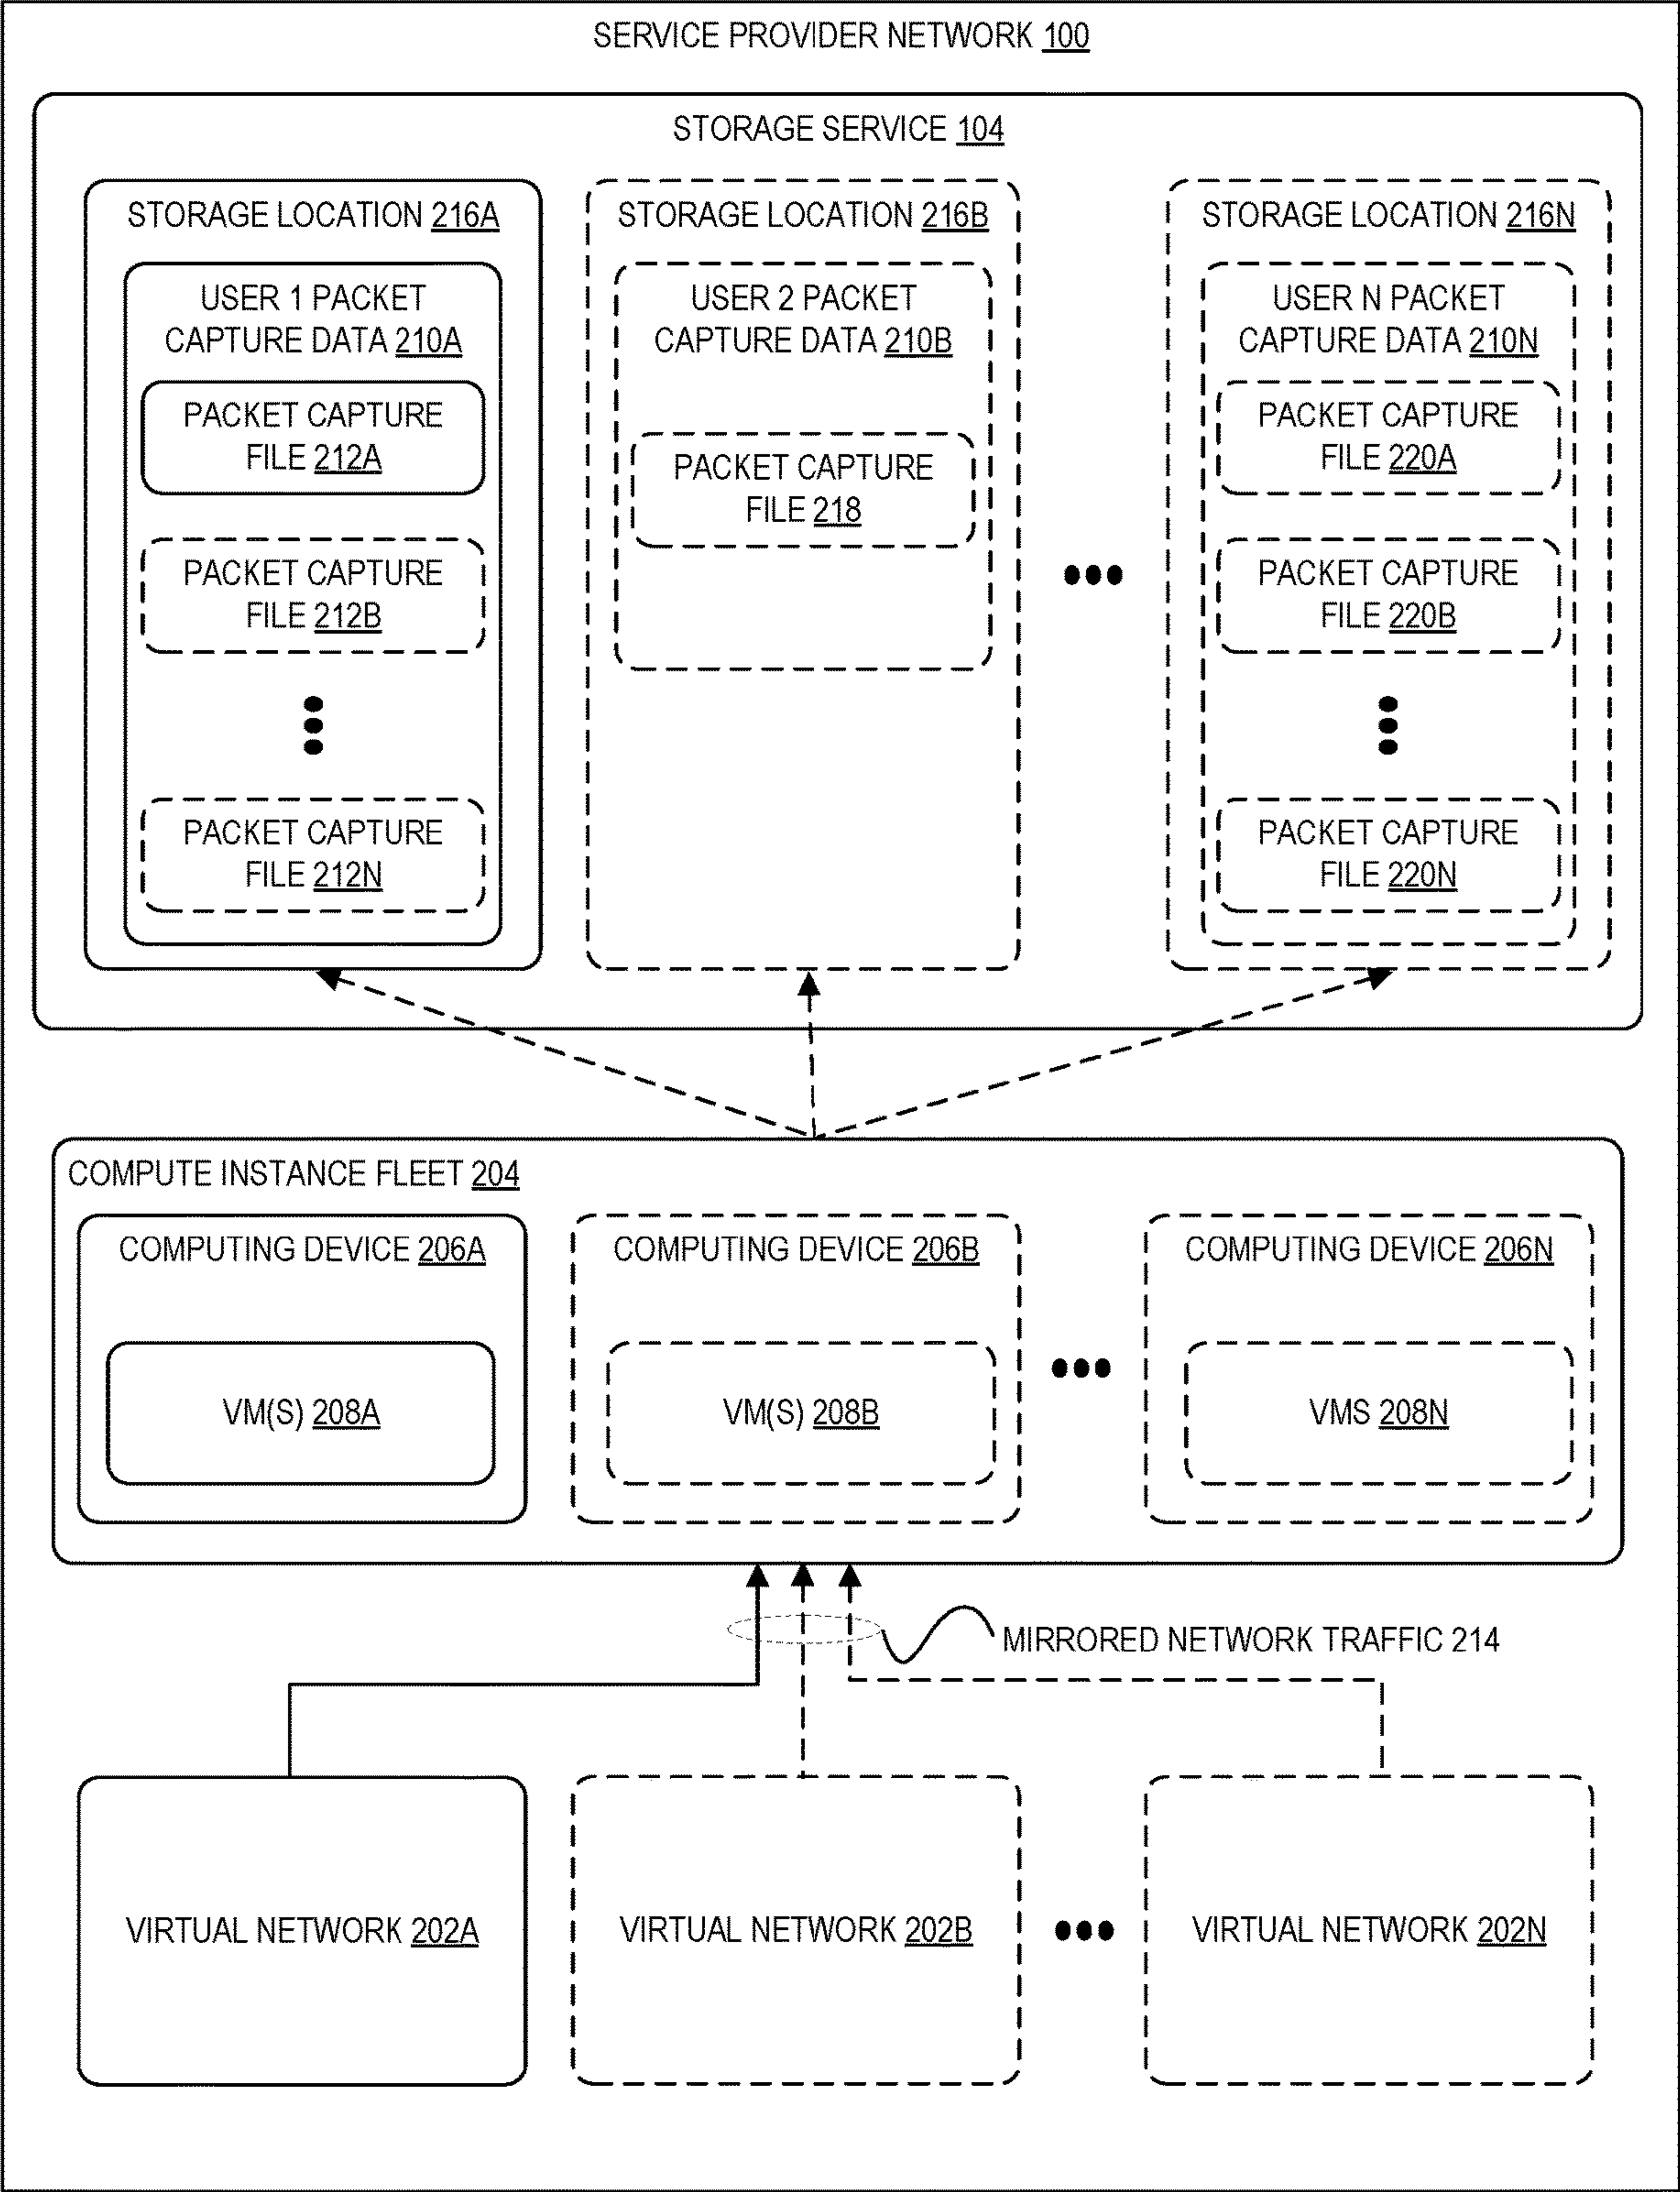 SERVICE PROVIDER NETWORK 100
STORAGE SERVICE 104
STORAGE LOCATION 216A
USER 1 PACKET
CAPTURE DATA 210A
PACKET CAPTURE
FILE 212A
PACKET CAPTURE
FILE 212B
PACKET CAPTURE
FILE 212N
STORAGE LOCATION 216B
USER 2 PACKET
CAPTURE DATA 210B
PACKET CAPTURE
FILE 218
STORAGE LOCATION 216N
USER N PACKET
CAPTURE DATA 210N
PACKET CAPTURE
FILE 220A
PACKET CAPTURE
FILE 220B
PACKET CAPTURE
FILE 220N
COMPUTE INSTANCE FLEET 204
COMPUTING DEVICE 206A
VM(S) 208A
COMPUTING DEVICE 206B
VM(S) 208B
COMPUTING DEVICE 206N
VMS 208N
MIRRORED NETWORK TRAFFIC 214
VIRTUAL NETWORK 202A
VIRTUAL NETWORK 202B
VIRTUAL NETWORK 202N